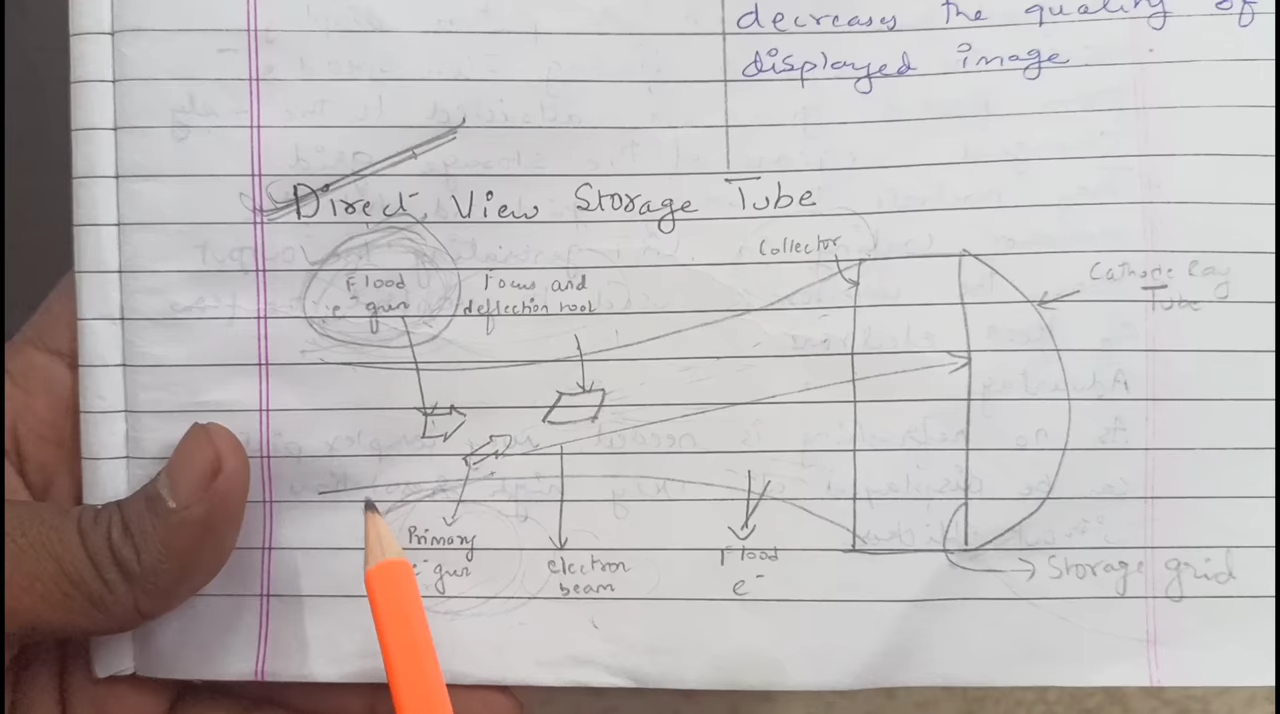 decreases the quality of
displayed image
Direct View Storage Tube
Collector
Flood
e- gun
Focus and
deflection
Cathode Ray
Tube
Primary
e- gun
electron
beam
Flood
e-
Storage grid